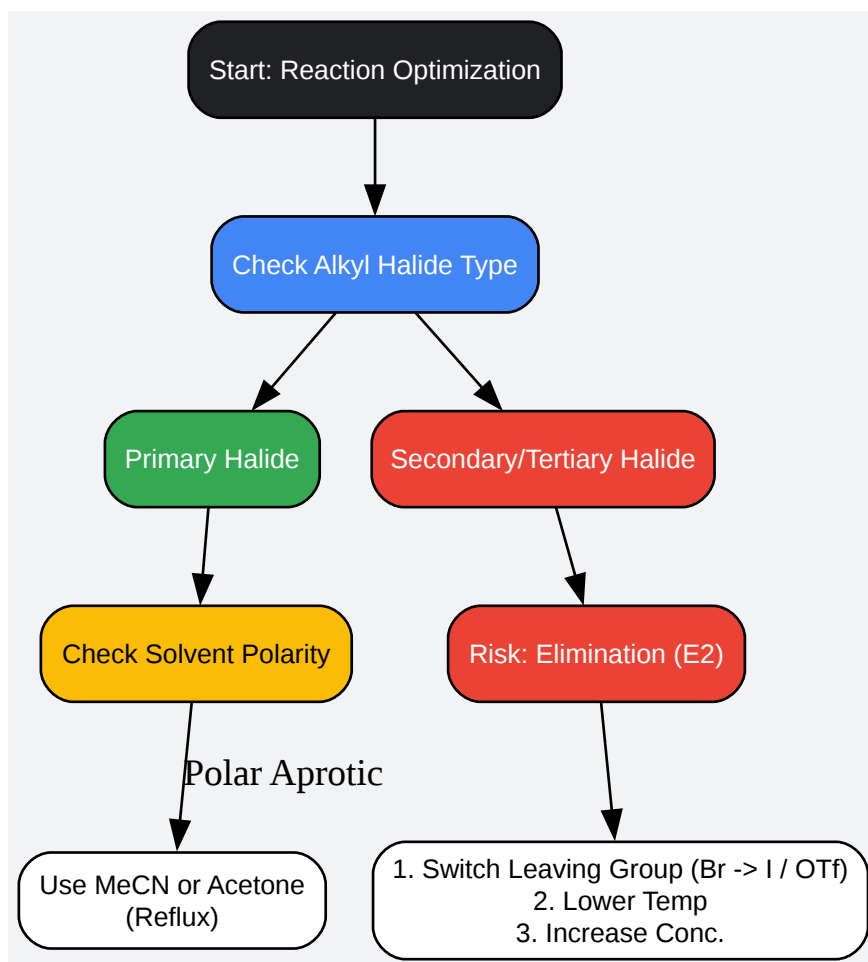 Start: Reaction Optimization
Check Alkyl Halide Type
Primary Halide
Secondary/Tertiary Halide
Check Solvent Polarity
Risk: Elimination (E2)
Polar Aprotic
Use MeCN or Acetone
(Reflux)
1. Switch Leaving Group (Br -> I / OTf)
2. Lower Temp
3. Increase Conc.